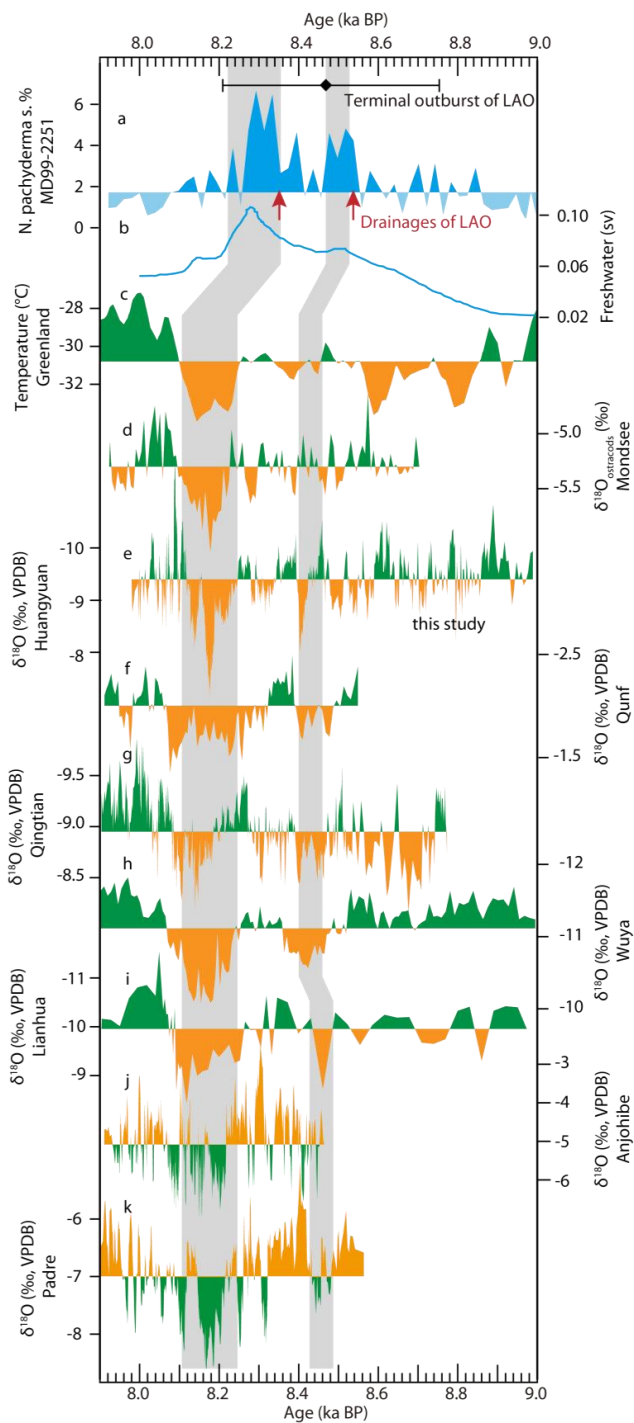 Age (ka BP)
8.0 8.2 8.4 8.6 8.8 9.0
N. pachyderma s. %
MD99-2251
6
4
2
0
a
Terminal outburst of LAO
Drainages of LAO
b
0.10
0.06
0.02
Freshwater (sv)
Temperature (°C)
Greenland
-28
-30
-32
c
d
-5.0
-5.5
δ¹⁸Oostracods (‰)
Mondsee
δ¹⁸O (‰, VPDB)
Huangyuan
-10
-9
-8
e
this study
f
-2.5
-1.5
δ¹⁸O (‰, VPDB)
Qunf
δ¹⁸O (‰, VPDB)
Qingtian
-9.5
-9.0
-8.5
g
h
-12
-11
-10
δ¹⁸O (‰, VPDB)
Wuya
δ¹⁸O (‰, VPDB)
Lianhua
-11
-10
-9
i
j
-3
-4
-5
-6
δ¹⁸O (‰, VPDB)
Anjohibe
δ¹⁸O (‰, VPDB)
Padre
-6
-7
-8
k
8.0 8.2 8.4 8.6 8.8 9.0
Age (ka BP)